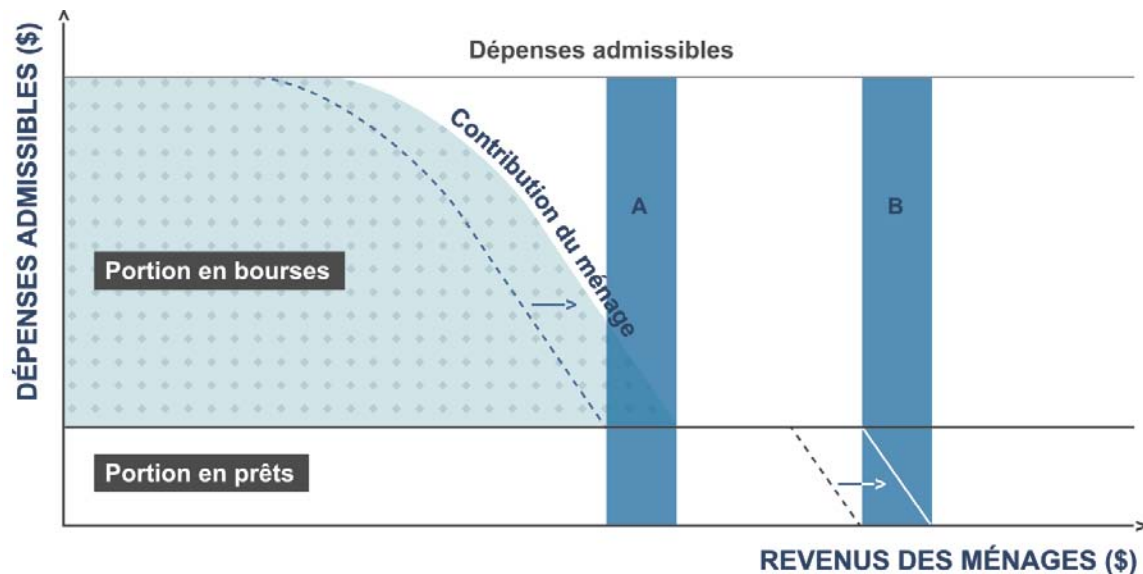 DÉPENSES ADMISSIBLES ($)
Dépenses admissibles
Contribution du ménage
A
B
Portion en bourses
Portion en prêts
REVENUS DES MÉNAGES ($)